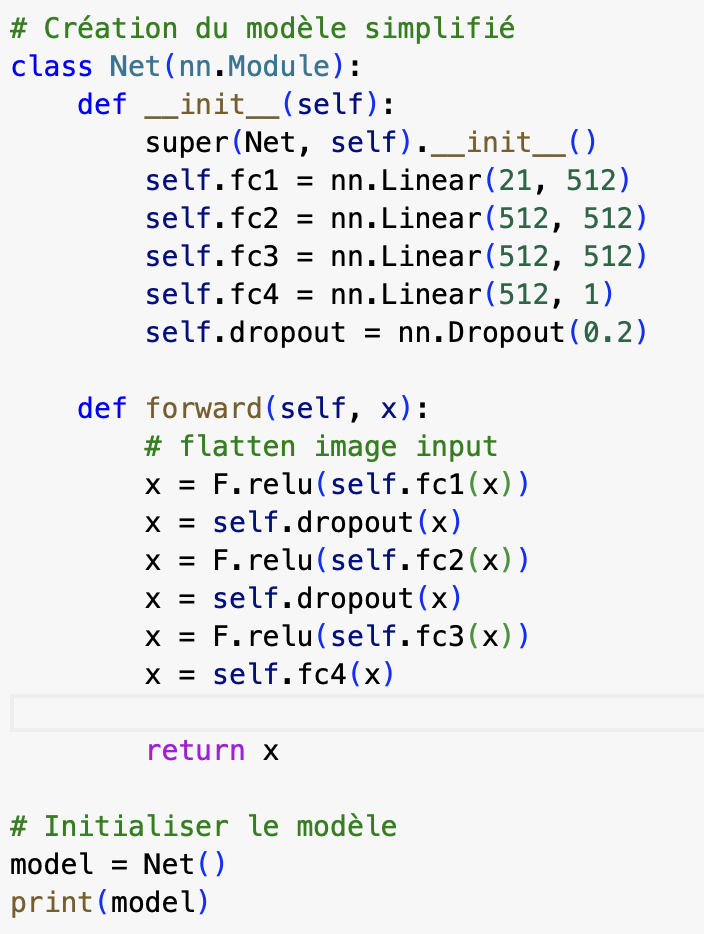 # Création du modèle simplifié
class Net(nn.Module):
    def __init__(self):
        super(Net, self).__init__()
        self.fc1 = nn.Linear(21, 512)
        self.fc2 = nn.Linear(512, 512)
        self.fc3 = nn.Linear(512, 512)
        self.fc4 = nn.Linear(512, 1)
        self.dropout = nn.Dropout(0.2)

    def forward(self, x):
        # flatten image input
        x = F.relu(self.fc1(x))
        x = self.dropout(x)
        x = F.relu(self.fc2(x))
        x = self.dropout(x)
        x = F.relu(self.fc3(x))
        x = self.fc4(x)

        return x

# Initialiser le modèle
model = Net()
print(model)